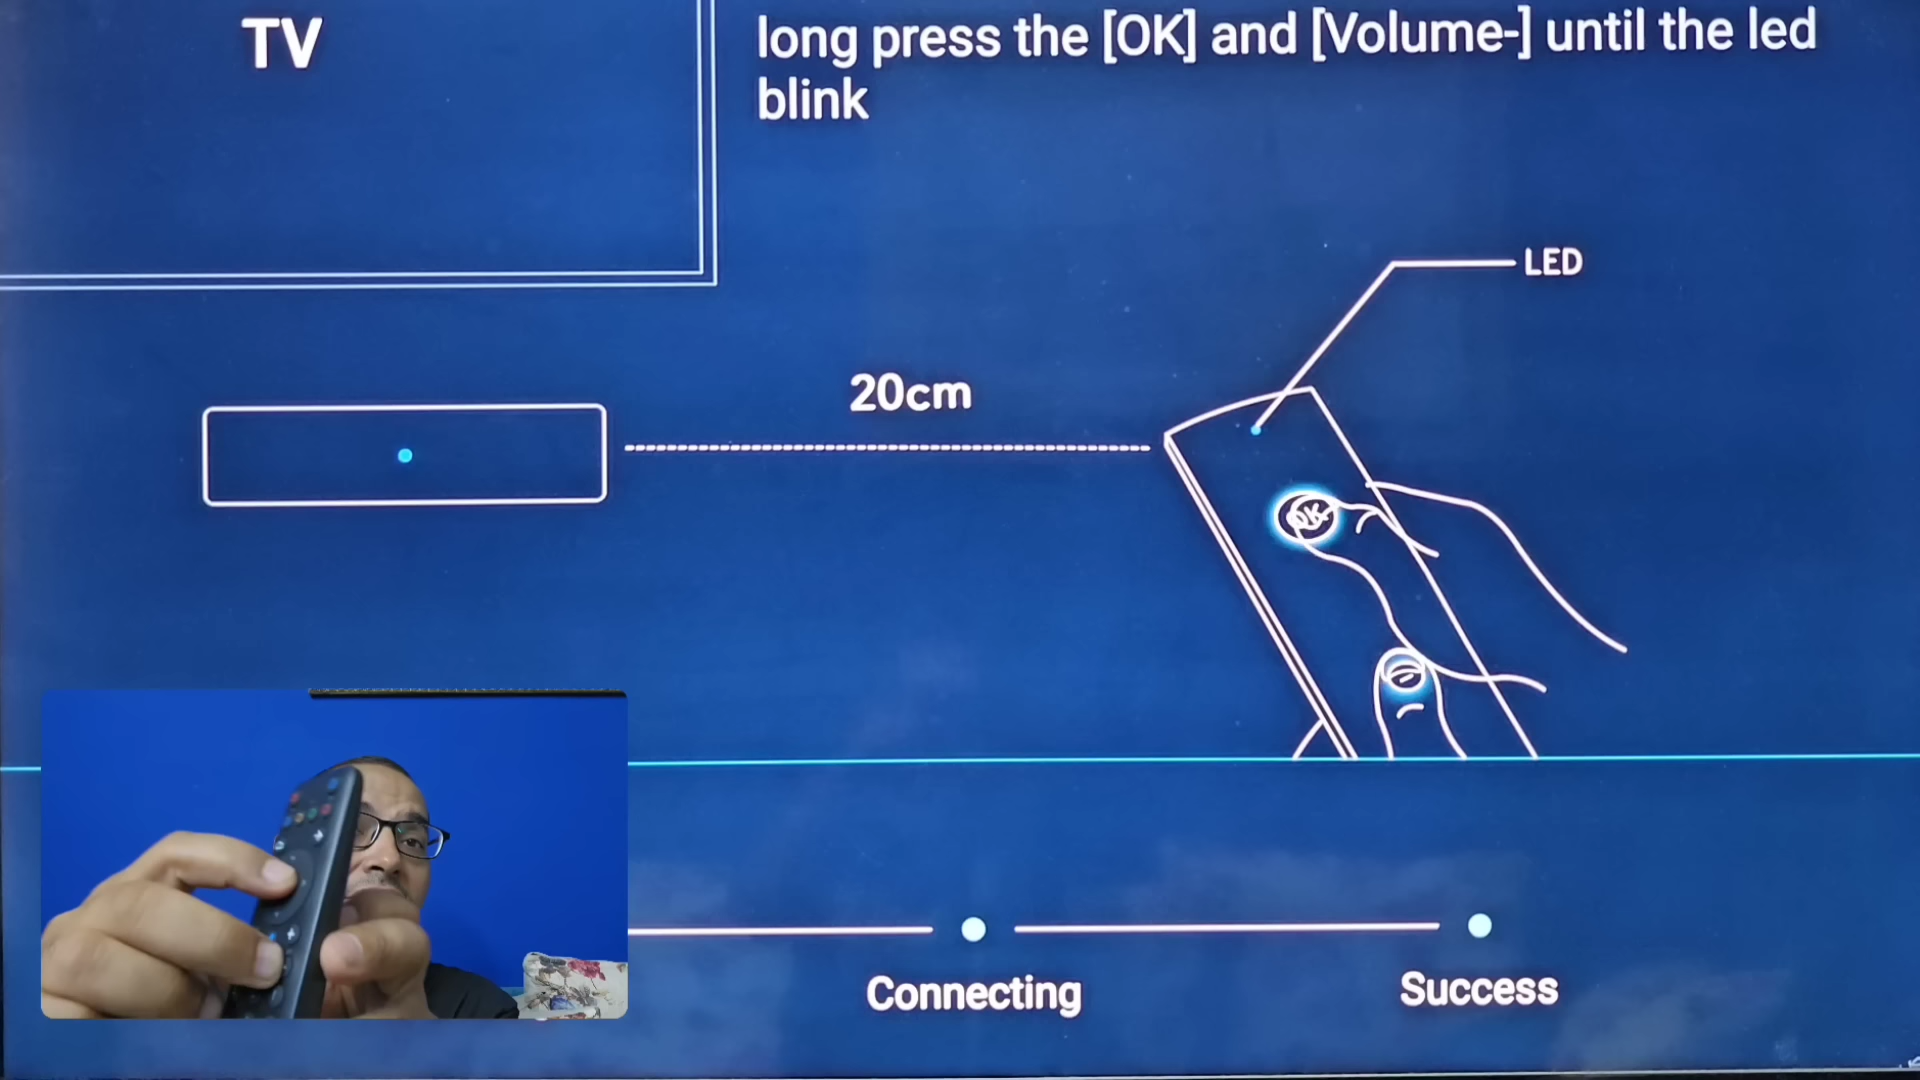 TV
long press the [OK] and [Volume-] until the led
blink
LED
20cm
OK
Connecting
Success